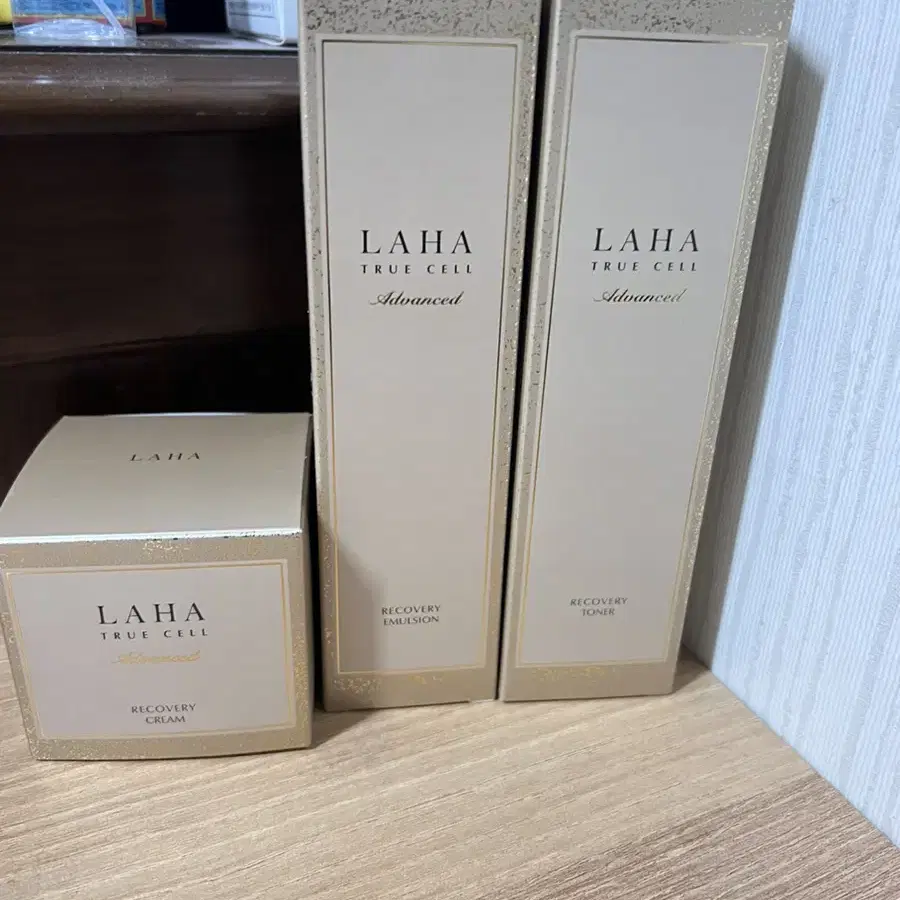 LAHA
TRUE CELL
Advanced
RECOVERY
EMULSION
LAHA
TRUE CELL
Advanced
RECOVERY
TONER
LAHA
LAHA
TRUE CELL
Advanced
RECOVERY
CREAM